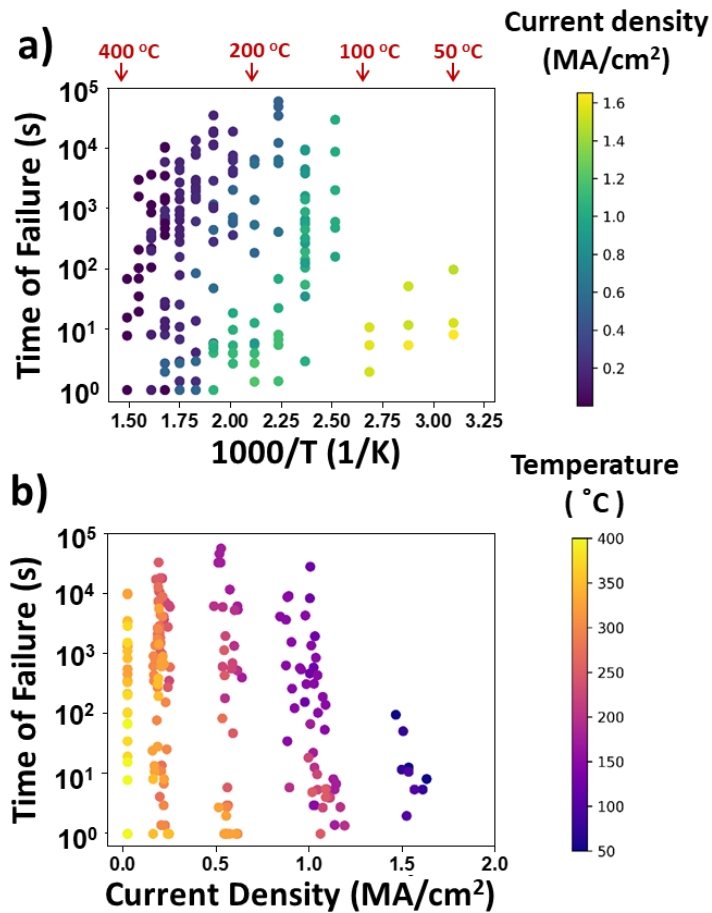 a)
400 °C
200 °C
100 °C
50 °C
Current density
(MA/cm²)
Time of Failure (s)
10⁵
10⁴
10³
10²
10¹
10⁰
1.50
1.75
2.00
2.25
2.50
2.75
3.00
3.25
1000/T (1/K)
1.6
1.4
1.2
1.0
0.8
0.6
0.4
0.2
b)
Temperature
( °C)
Time of Failure (s)
10⁵
10⁴
10³
10²
10¹
10⁰
0.0
0.5
1.0
1.5
2.0
Current Density (MA/cm²)
400
350
300
250
200
150
100
50